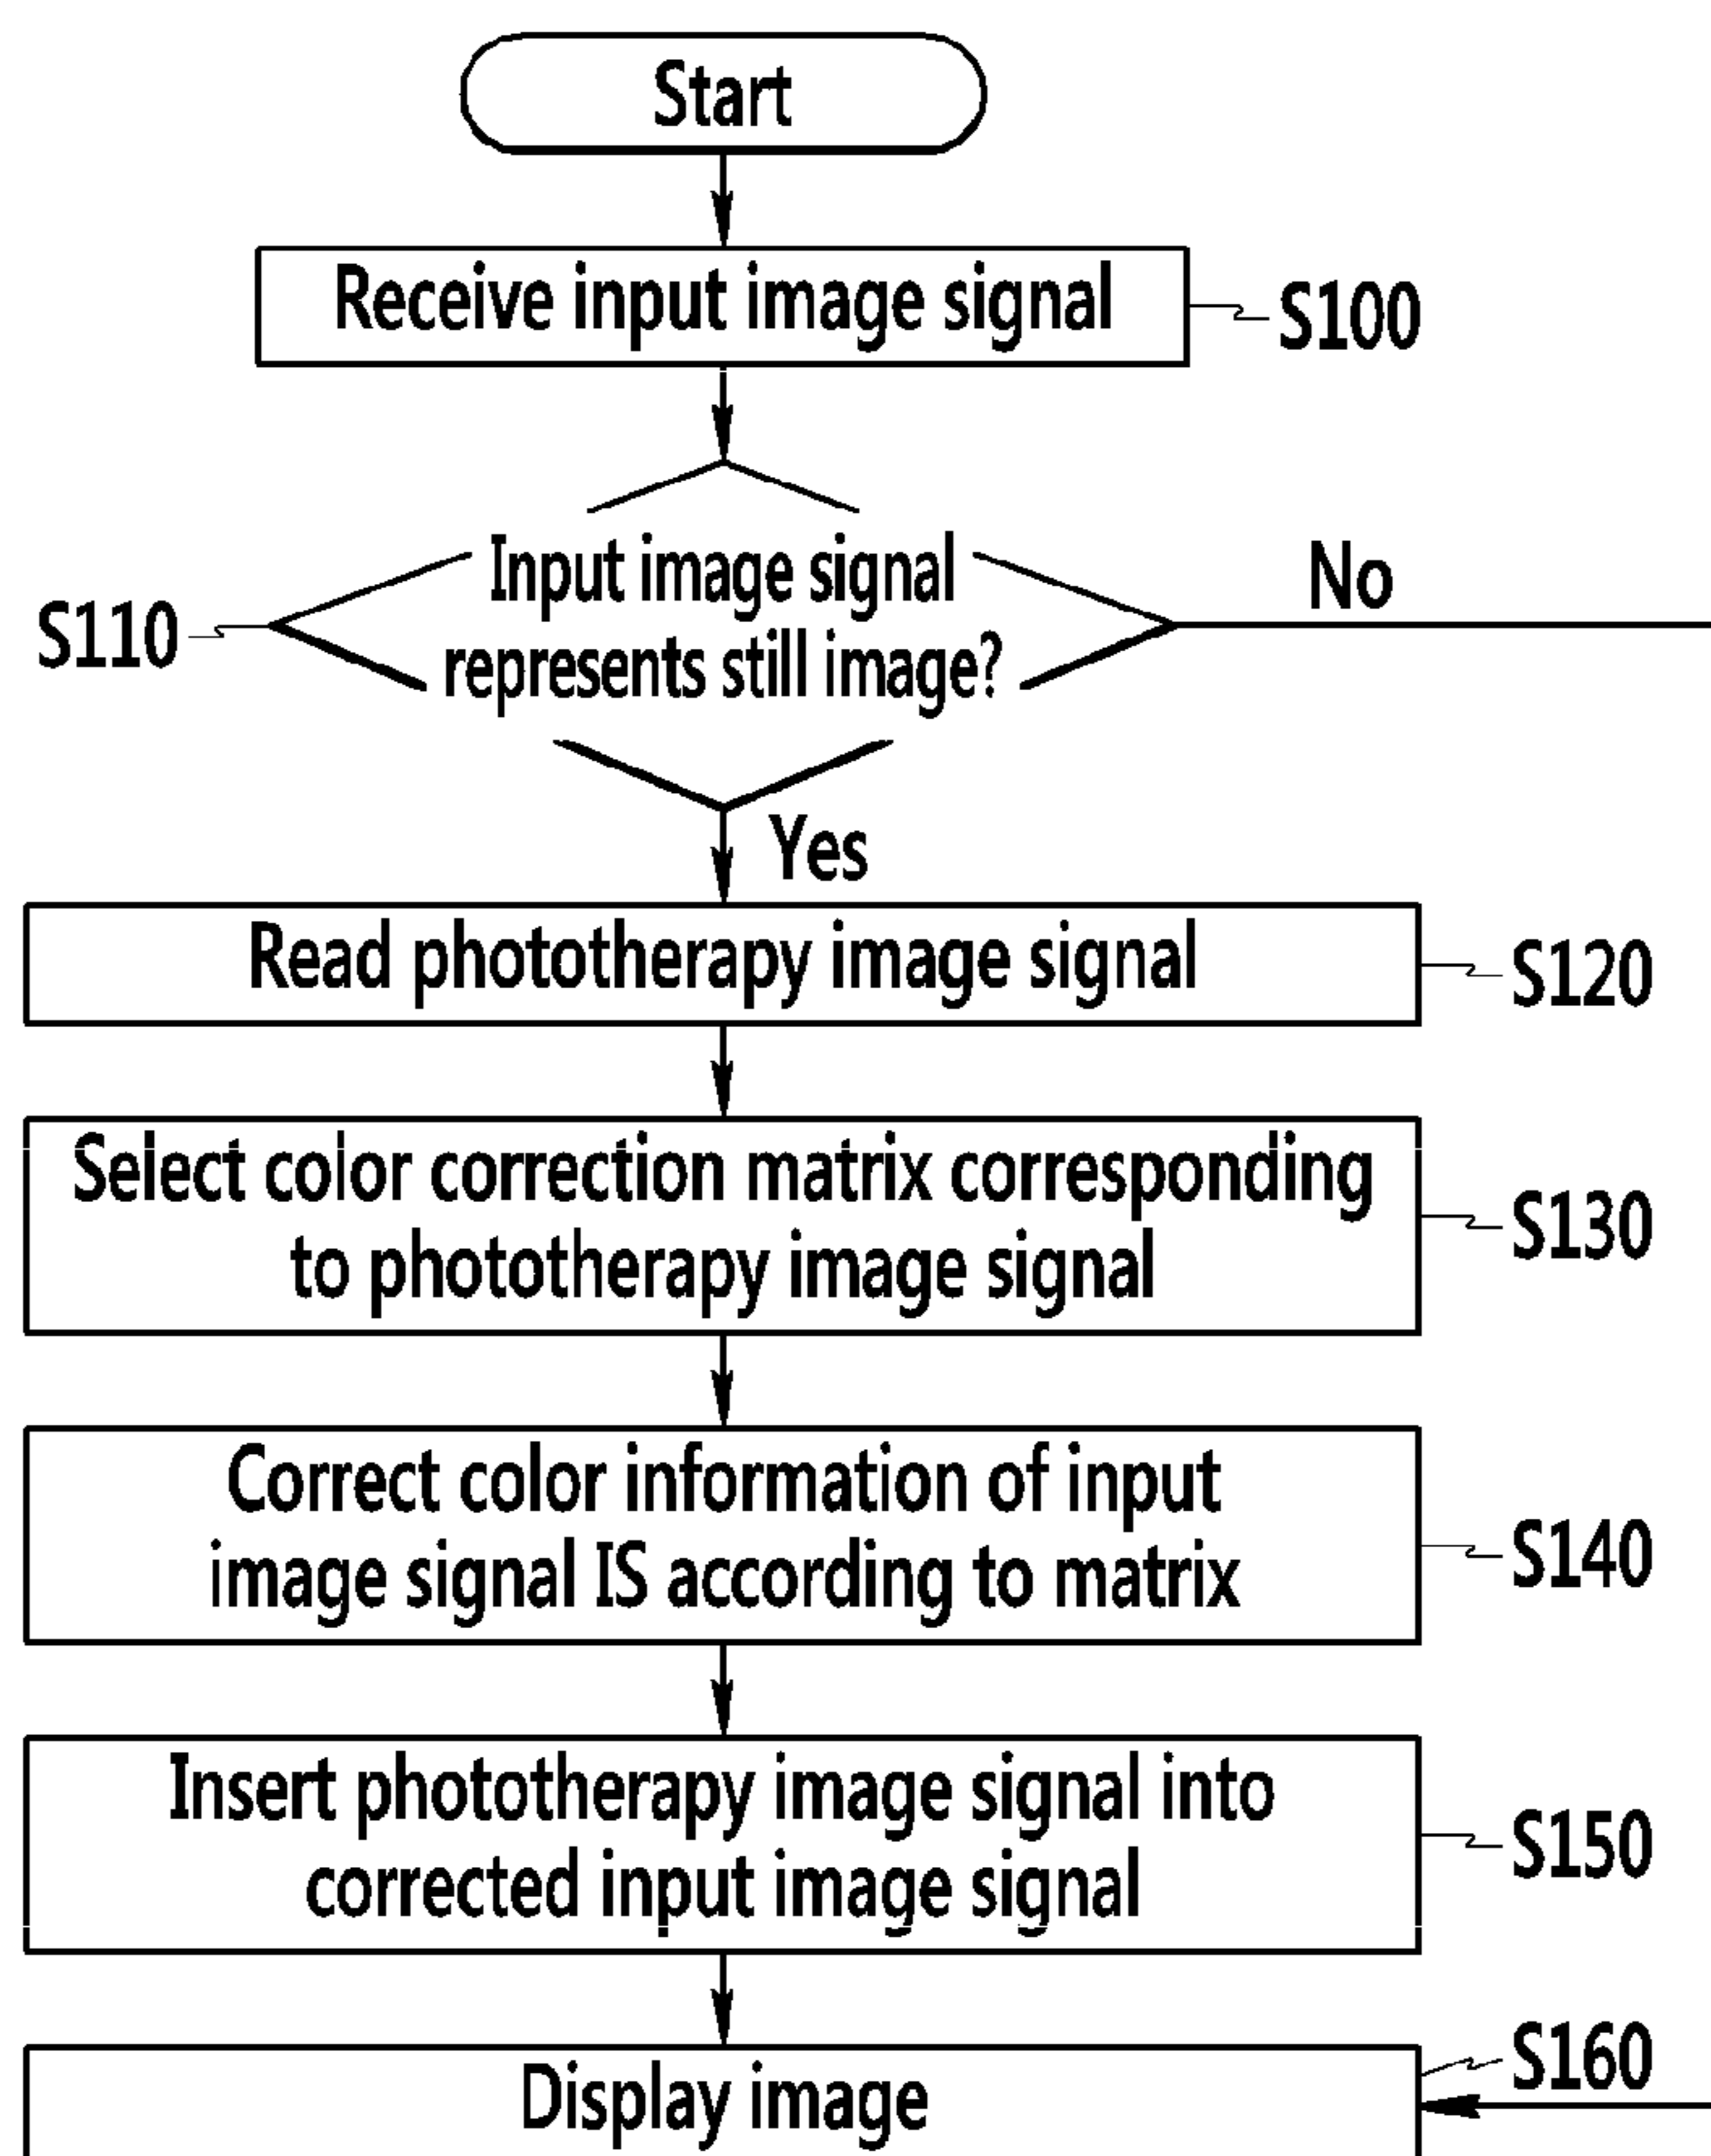 Start
Receive input image signal
S100
Input image signal
represents still image?
S110
No
Yes
Read phototherapy image signal
S120
Select color correction matrix corresponding
to phototherapy image signal
S130
Correct color information of input
image signal IS according to matrix
S140
Insert phototherapy image signal into
corrected input image signal
S150
Display image
S160